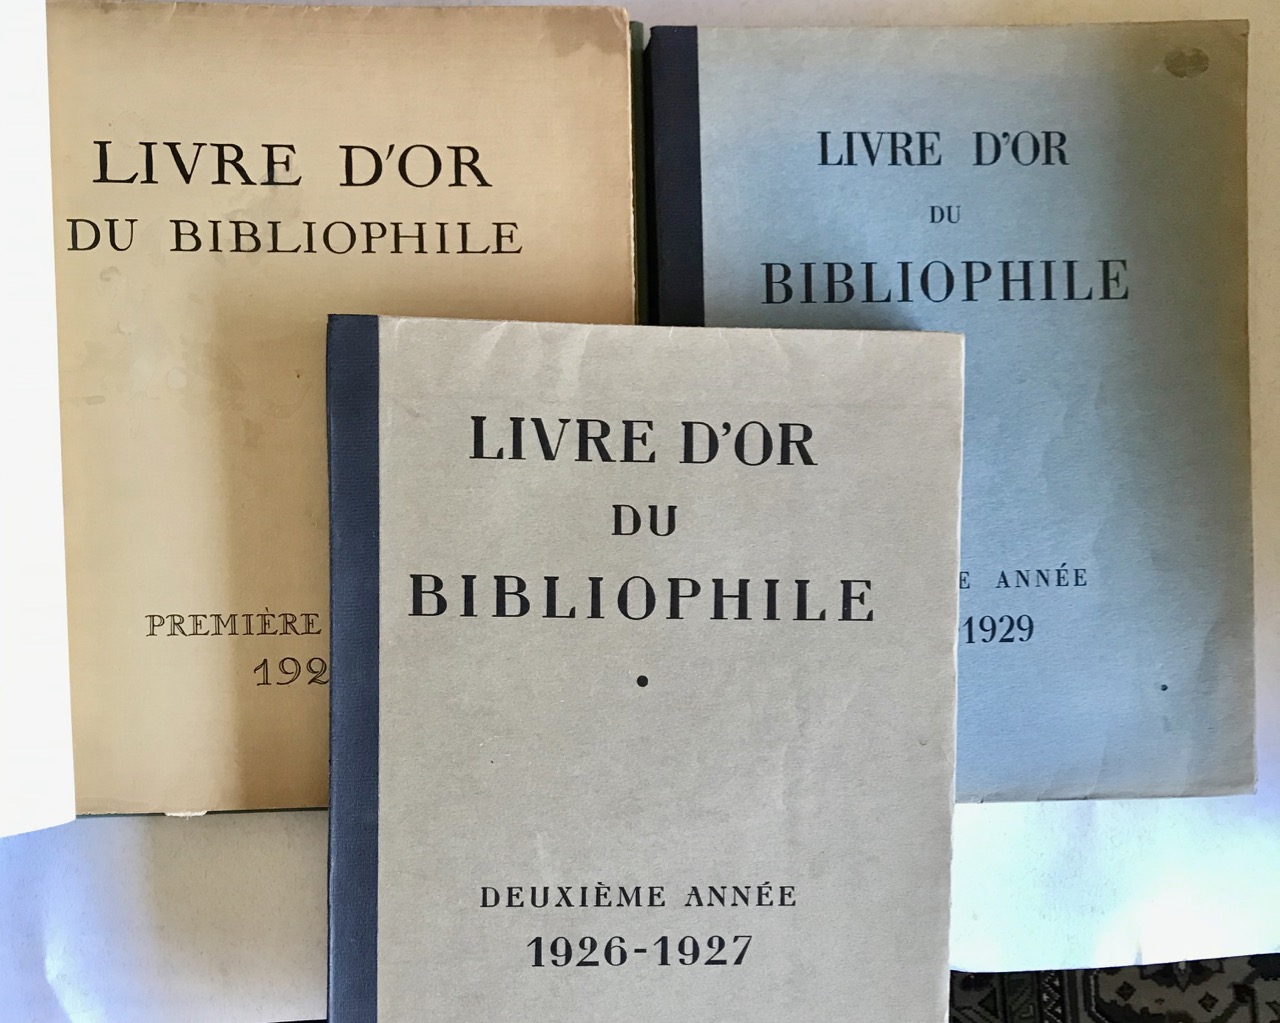 LIVRE D'OR
DU BIBLIOPHILE
PREMIÈRE
192
LIVRE D'OR
DU
BIBLIOPHILE
E ANNÉE
1929
LIVRE D'OR
DU
BIBLIOPHILE
DEUXIÈME ANNÉE
1926-1927